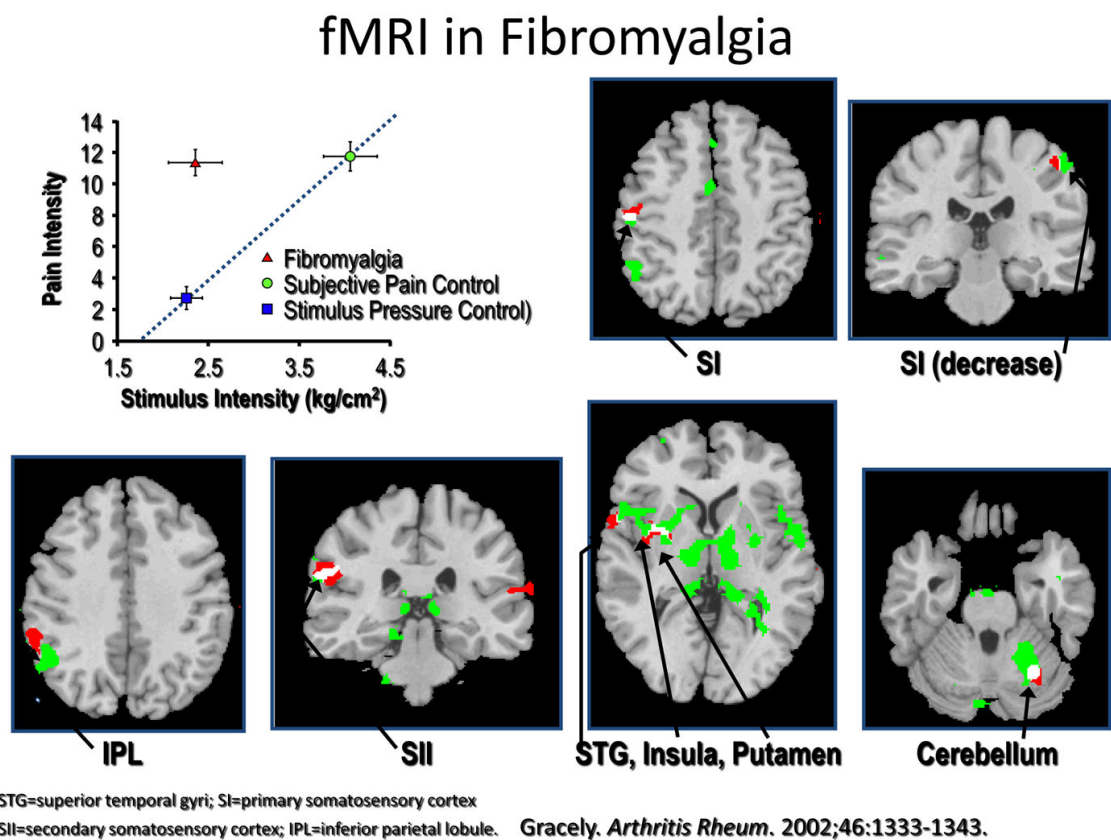 fMRI in Fibromyalgia
14
12
10
8
6
4
2
0
Pain Intensity
Fibromyalgia
Subjective Pain Control
Stimulus Pressure Control)
1.5 2.5 3.5 4.5
Stimulus Intensity (kg/cm²)
SI
SI (decrease)
IPL
SII
STG, Insula, Putamen
Cerebellum
STG=superior temporal gyri; SI=primary somatosensory cortex
SII=secondary somatosensory cortex; IPL=inferior parietal lobule.
Gracely. Arthritis Rheum. 2002;46:1333-1343.